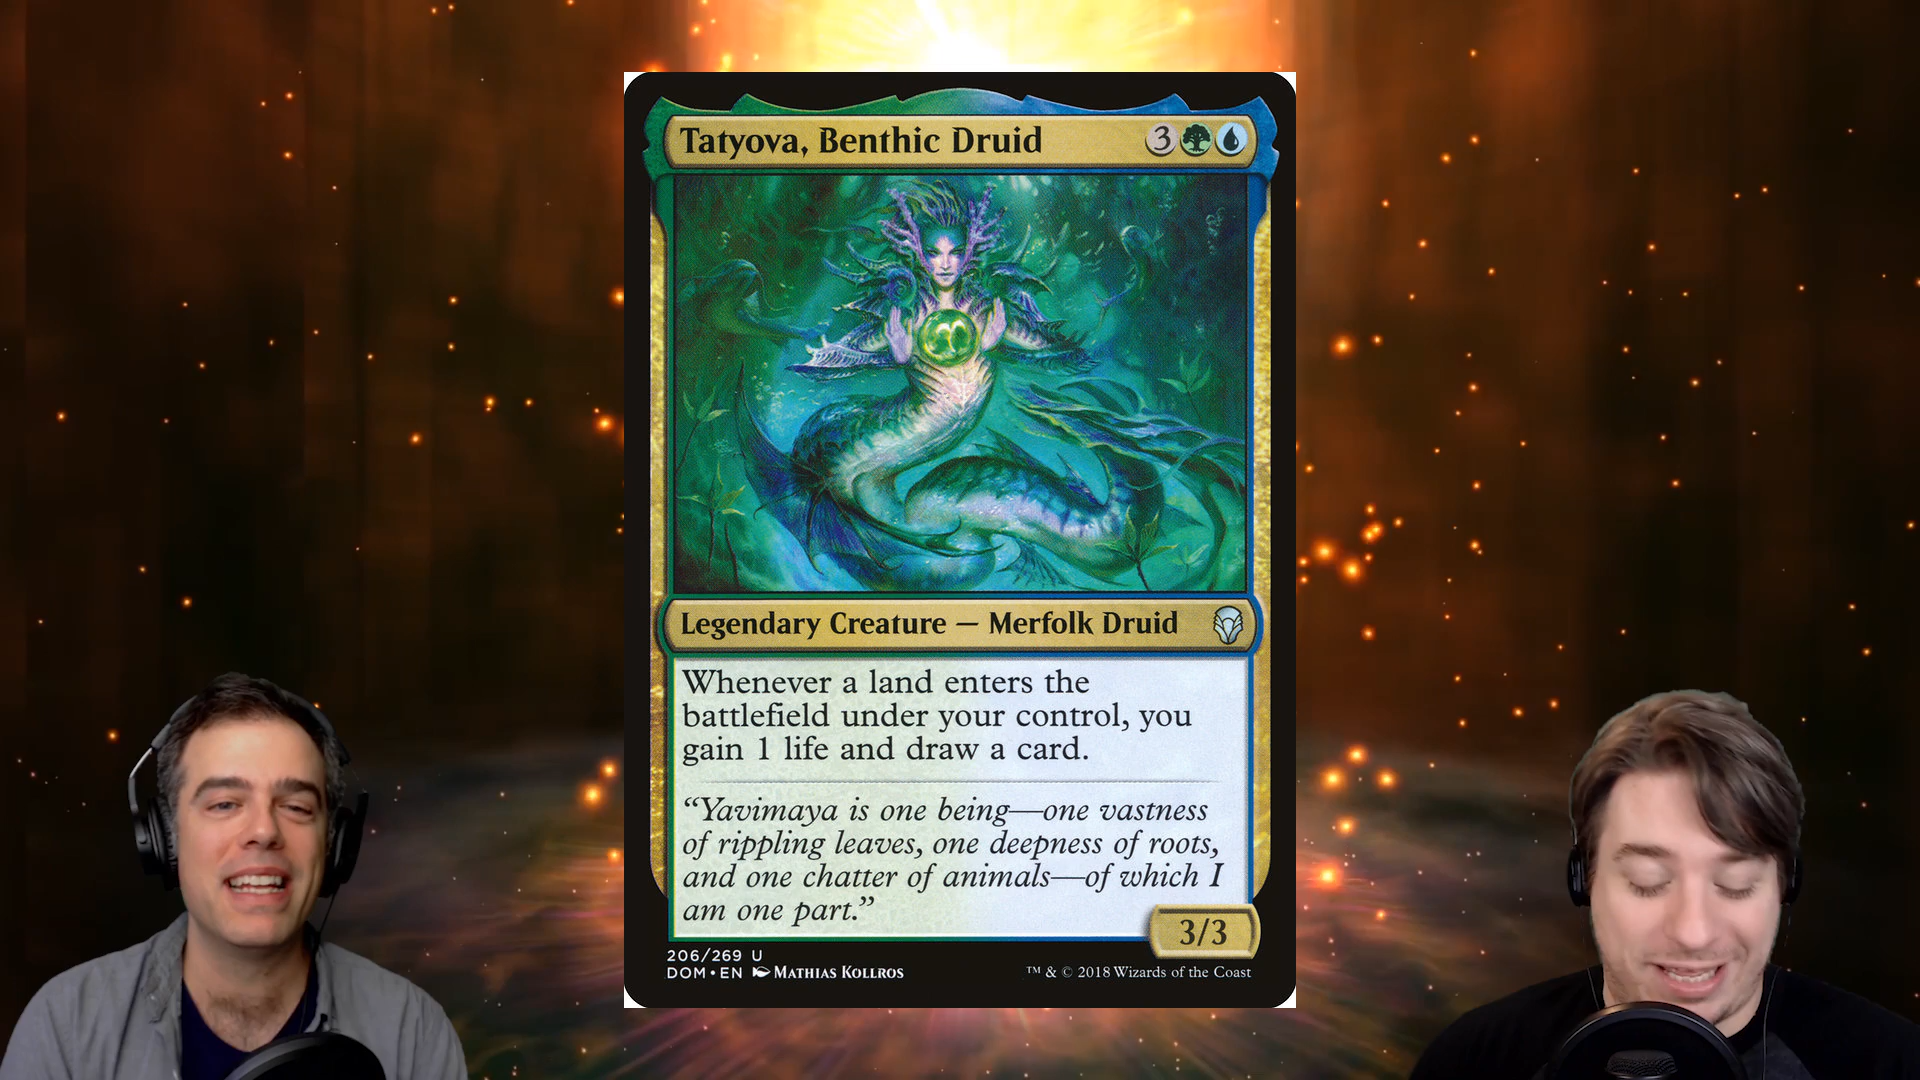 Tatyova, Benthic Druid 3
Legendary Creature — Merfolk Druid
Whenever a land enters the
battlefield under your control, you
gain 1 life and draw a card.
“Yavimaya is one being—one vastness
of rippling leaves, one deepness of roots,
and one chatter of animals—of which I
am one part.”
3/3
206/269 U
DOM • EN Mathias Kollros
™ & © 2018 Wizards of the Coast